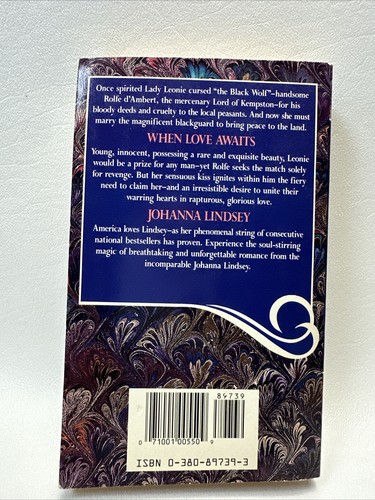 Once spirited Lady Leonie cursed "the Black Wolf"-handsome
Rolfe d'Ambert, the mercenary Lord of Kempston-for his
bloody deeds and cruelty to the local peasants. And now she must
marry the magnificent blackguard to bring peace to the land.
WHEN LOVE AWAITS
Young, innocent, possessing a rare and exquisite beauty, Leonie
would be a prize for any man-yet Rolfe seeks the match solely
for revenge. But her sensuous kiss ignites within him the fiery
need to claim her-and an irresistible desire to unite their
warring hearts in rapturous, glorious love.
JOHANNA LINDSEY
America loves Lindsey-as her phenomenal string of consecutive
national bestsellers has proven. Experience the soul-stirring
magic of breathtaking and unforgettable romance from the
incomparable Johanna Lindsey.
89739
0 71001 00550 9
ISBN 0-380-89739-3